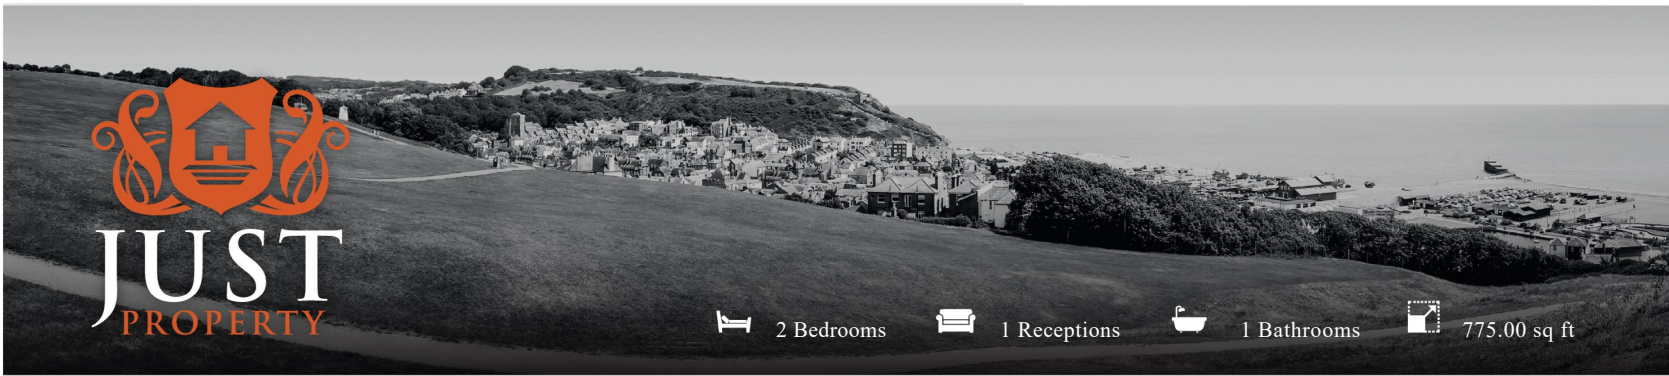 JUST
PROPERTY
2 Bedrooms 1 Receptions 1 Bathrooms 775.00 sq ft